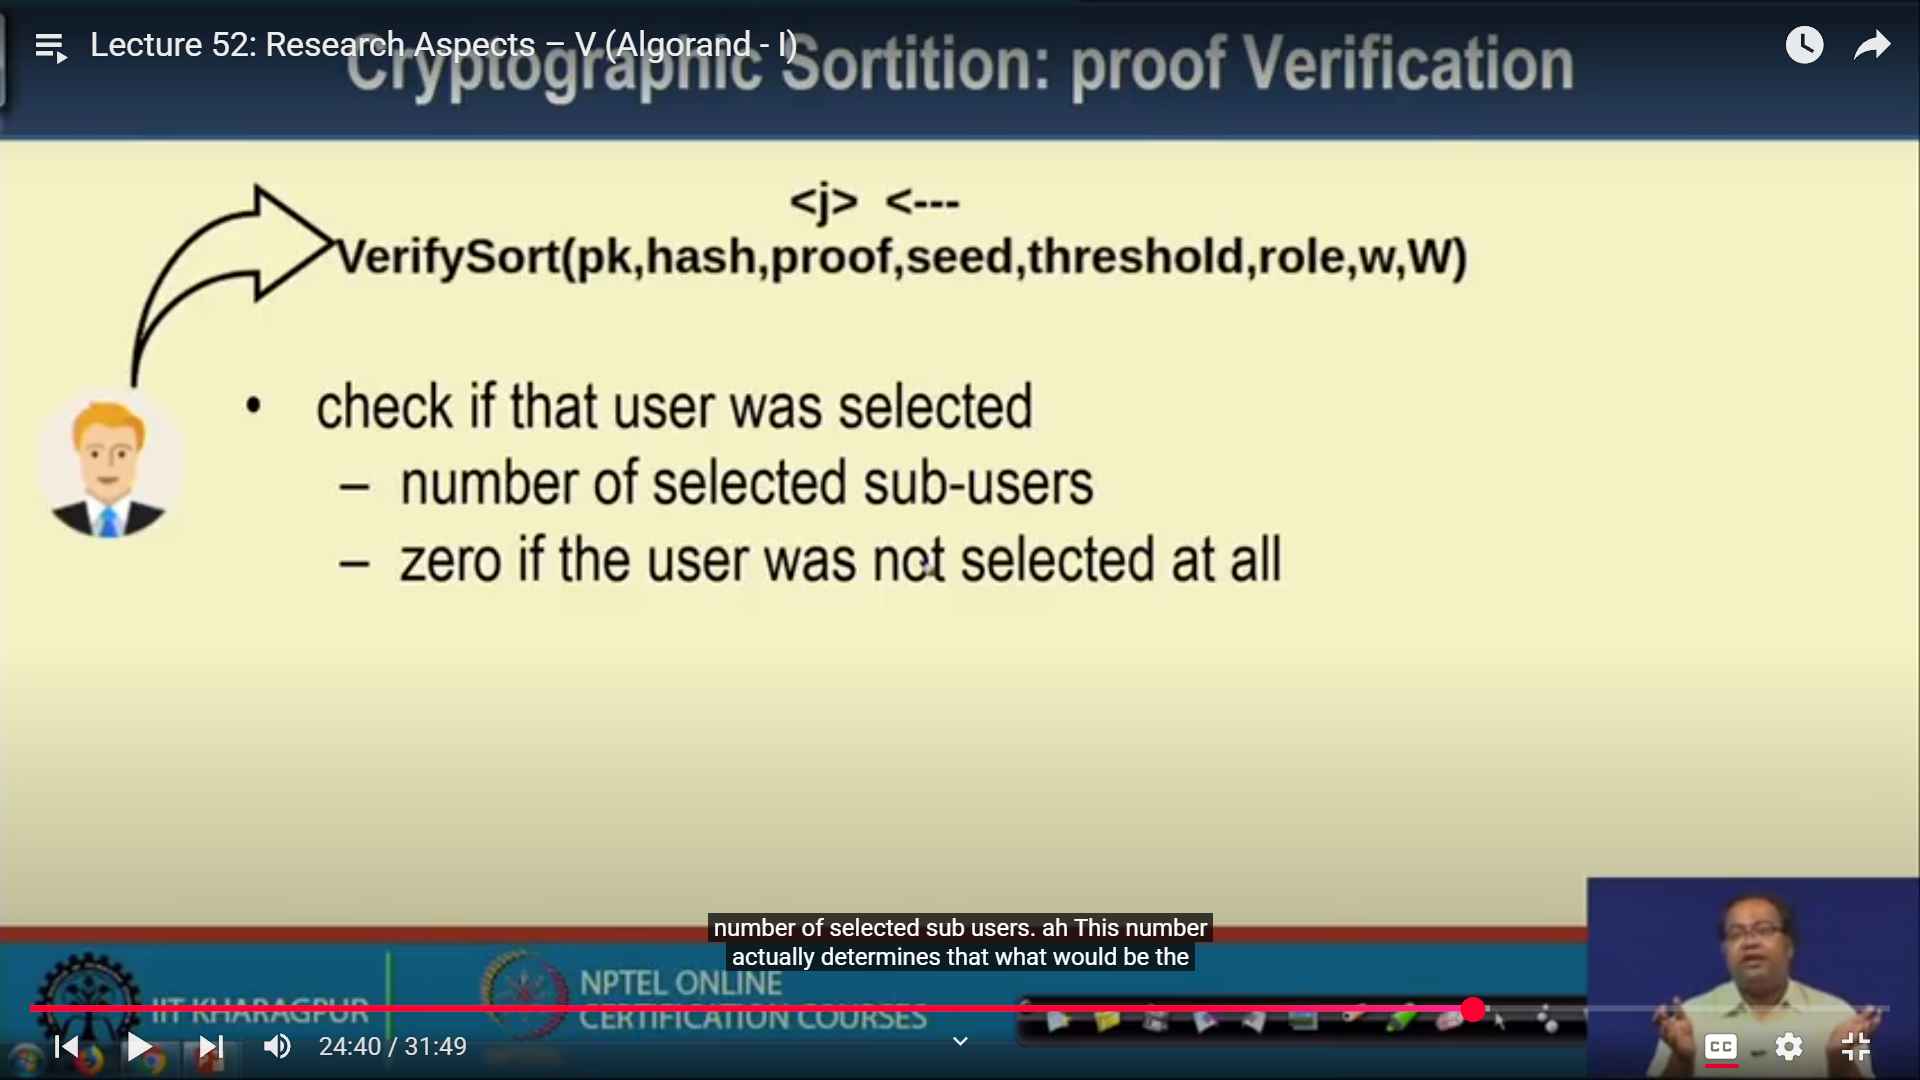 Lecture 52: Research Aspects – V (Algorand - I)
Cryptographic Sortition: proof Verification
<j> <---
VerifySort(pk,hash,proof,seed,threshold,role,w,W)
• check if that user was selected
– number of selected sub-users
– zero if the user was not selected at all
number of selected sub users. ah This number
actually determines that what would be the
IIT KHARAGPUR
NPTEL ONLINE
CERTIFICATION COURSES
24:40 / 31:49
CC